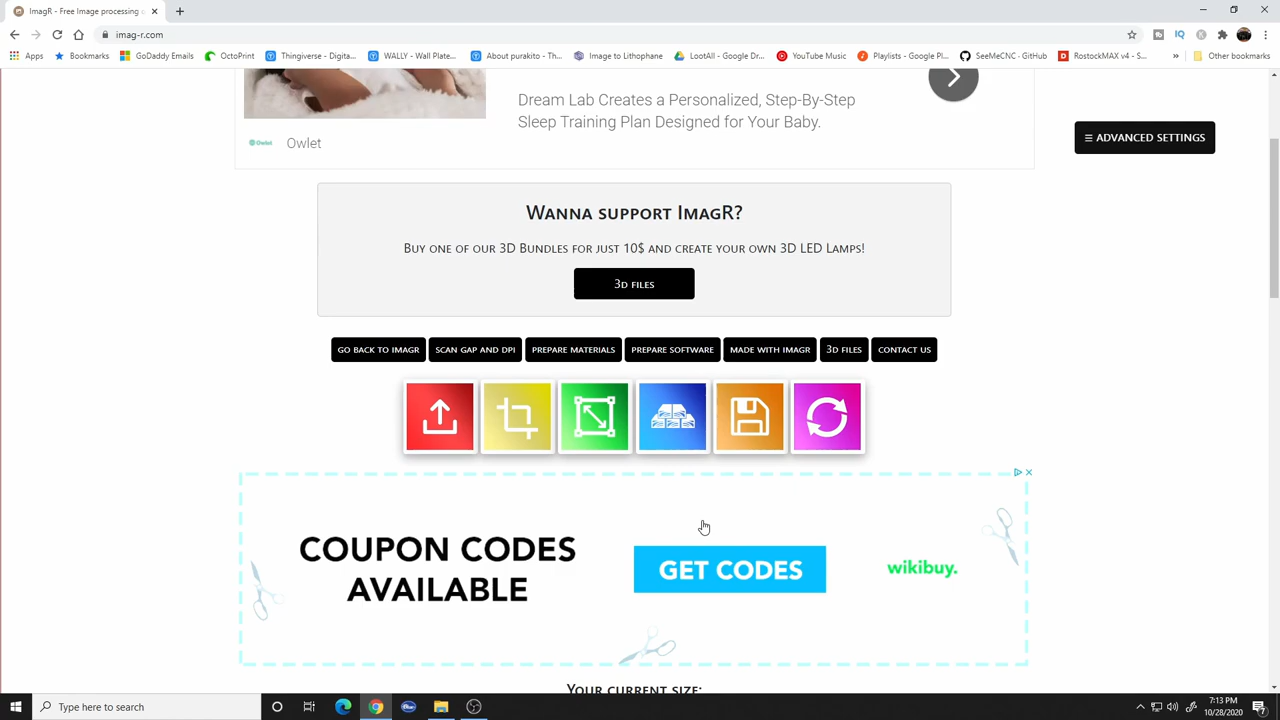 ImagR - Free Image processing
imag-r.com
Apps
Bookmarks
GoDaddy Emails
OctoPrint
Thingiverse - Digita...
WALLY - Wall Plate...
About purakito - Th...
Image to Lithophane
LootAll - Google Dr...
YouTube Music
Playlists - Google Pl...
SeeMeCNC · GitHub
RostockMAX v4 - S...
»
Other bookmarks
IQ
Dream Lab Creates a Personalized, Step-By-Step
Sleep Training Plan Designed for Your Baby.
Owlet
Owlet
☰ ADVANCED SETTINGS
WANNA SUPPORT IMAGR?
BUY ONE OF OUR 3D BUNDLES FOR JUST 10$ AND CREATE YOUR OWN 3D LED LAMPS!
3D FILES
GO BACK TO IMAGR
SCAN GAP AND DPI
PREPARE MATERIALS
PREPARE SOFTWARE
MADE WITH IMAGR
3D FILES
CONTACT US
COUPON CODES
AVAILABLE
GET CODES
wikibuy.
YOUR CURRENT SIZE:
Type here to search
7:13 PM
10/28/2020